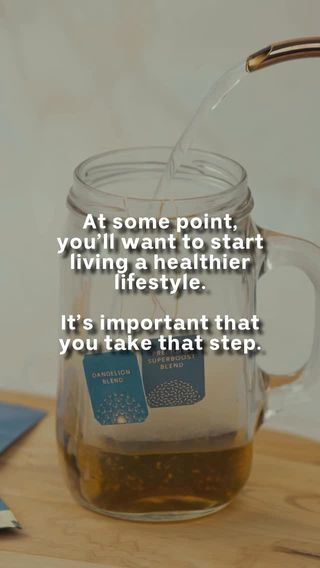 At some point,
you'll want to start
living a healthier
lifestyle.
It's important that
you take that step.
DANDELION
BLEND
SUPERBOOST
BLEND